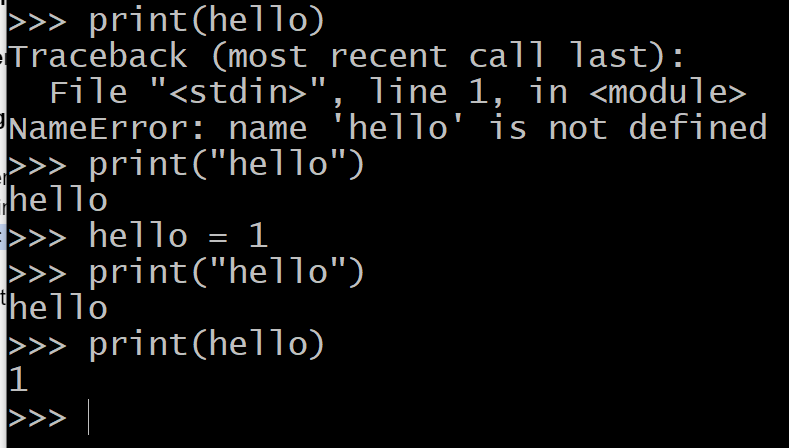 >>> print(hello)
Traceback (most recent call last):
  File "<stdin>", line 1, in <module>
NameError: name 'hello' is not defined
>>> print("hello")
hello
>>> hello = 1
>>> print("hello")
hello
>>> print(hello)
1
>>>